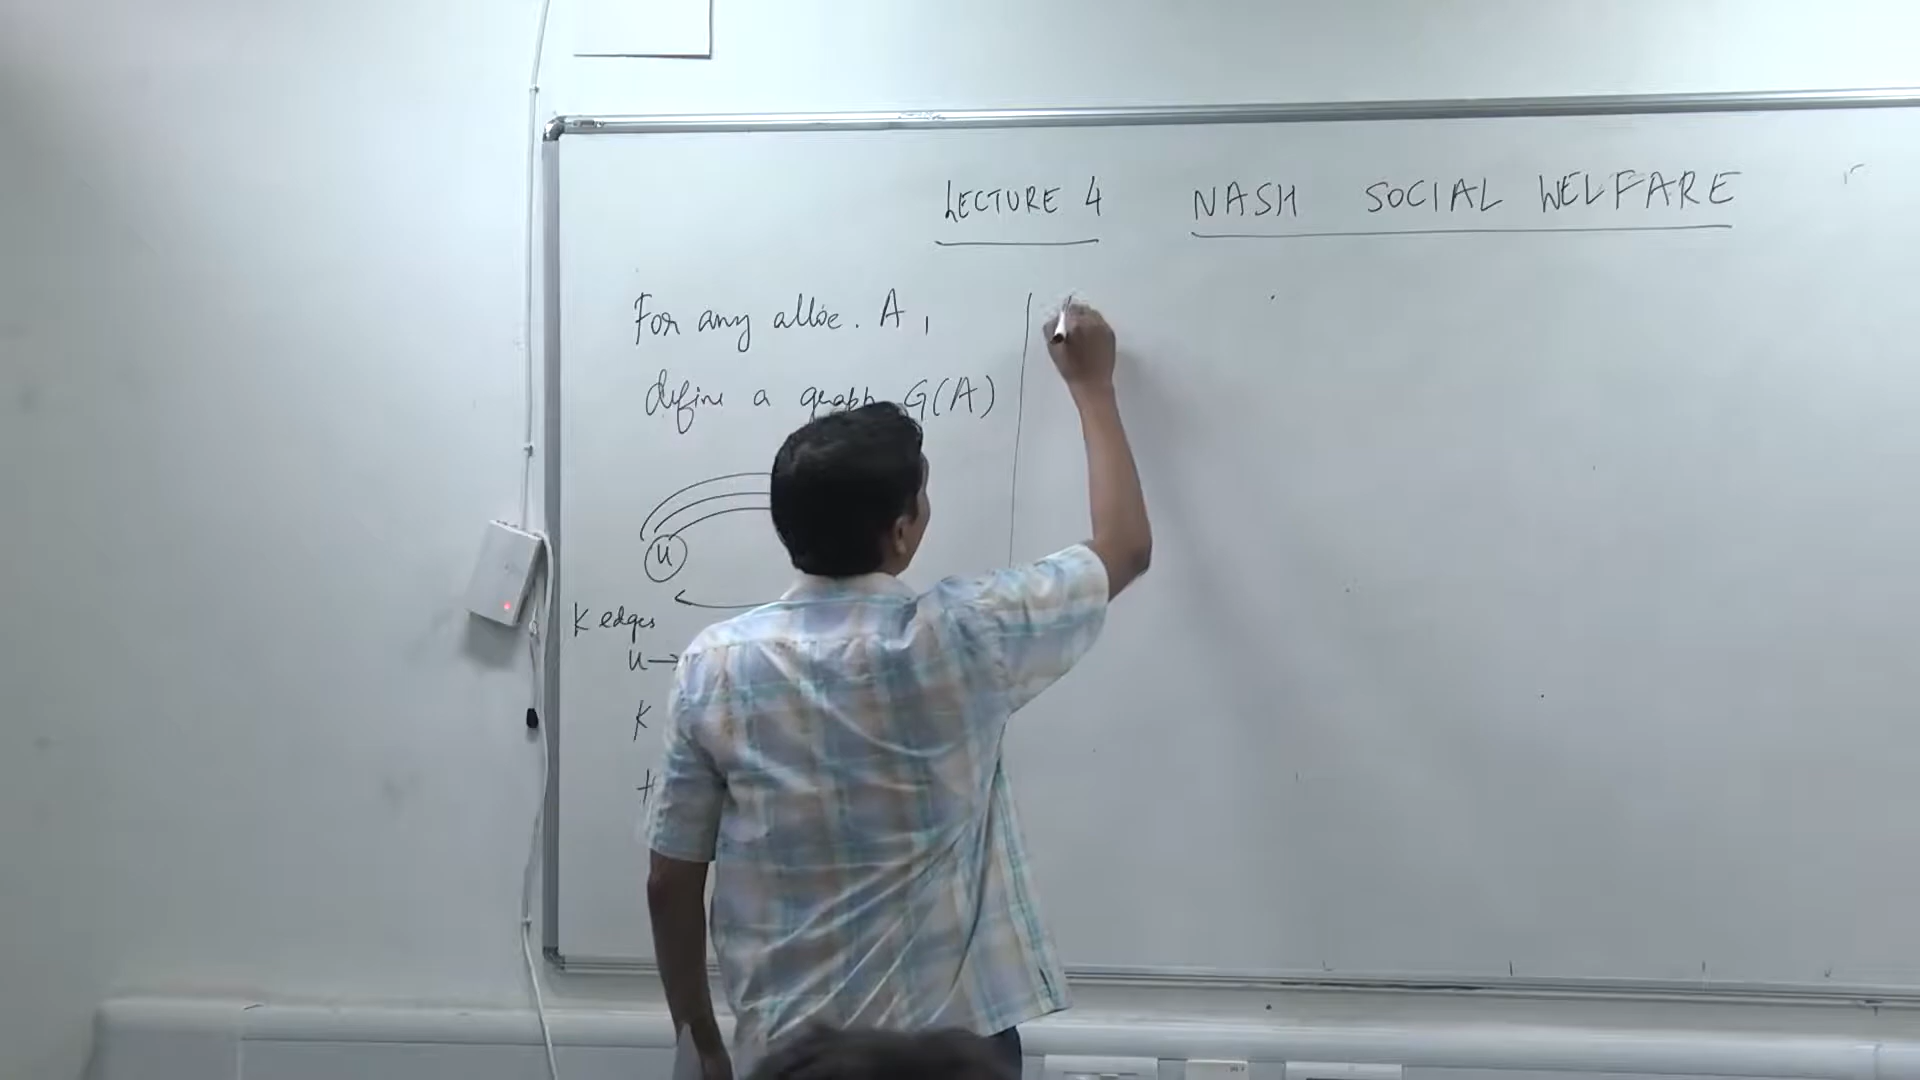 LECTURE 4 NASH SOCIAL WELFARE
For any alloc. A,
define a graph G(A)
u
K edges
u→
K